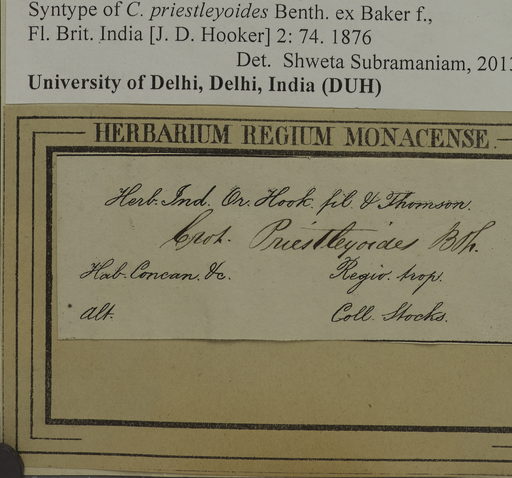 Syntype of C. priestleyoides Benth. ex Baker f.,
Fl. Brit. India [J. D. Hooker] 2: 74. 1876
Det. Shweta Subramaniam, 2013
University of Delhi, Delhi, India (DUH)
HERBARIUM REGIUM MONACENSE.
Herb. Ind. Or. Hook. fil. & Thomson.
Crot. Priestleyoides Bth.
Hab. Concan. &c. Regio. trop.
Alt. Coll. Stocks.